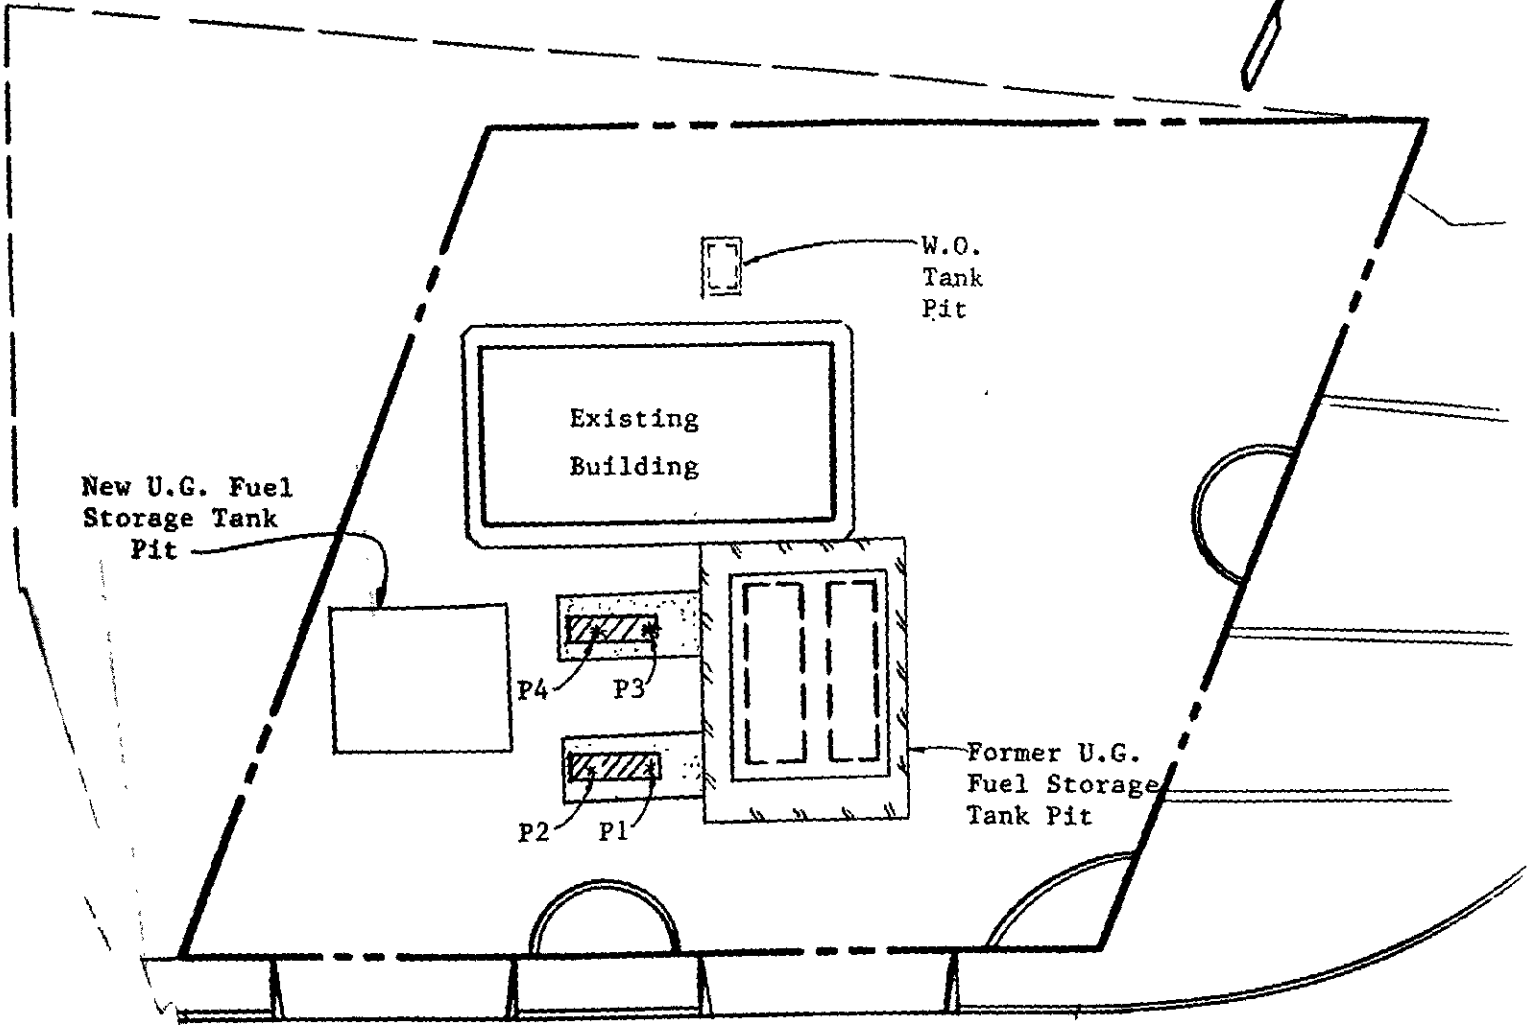 W.O.
Tank
Pit
Existing
Building
New U.G. Fuel
Storage Tank
Pit
P4
P3
Former U.G.
Fuel Storage
Tank Pit
P2
P1